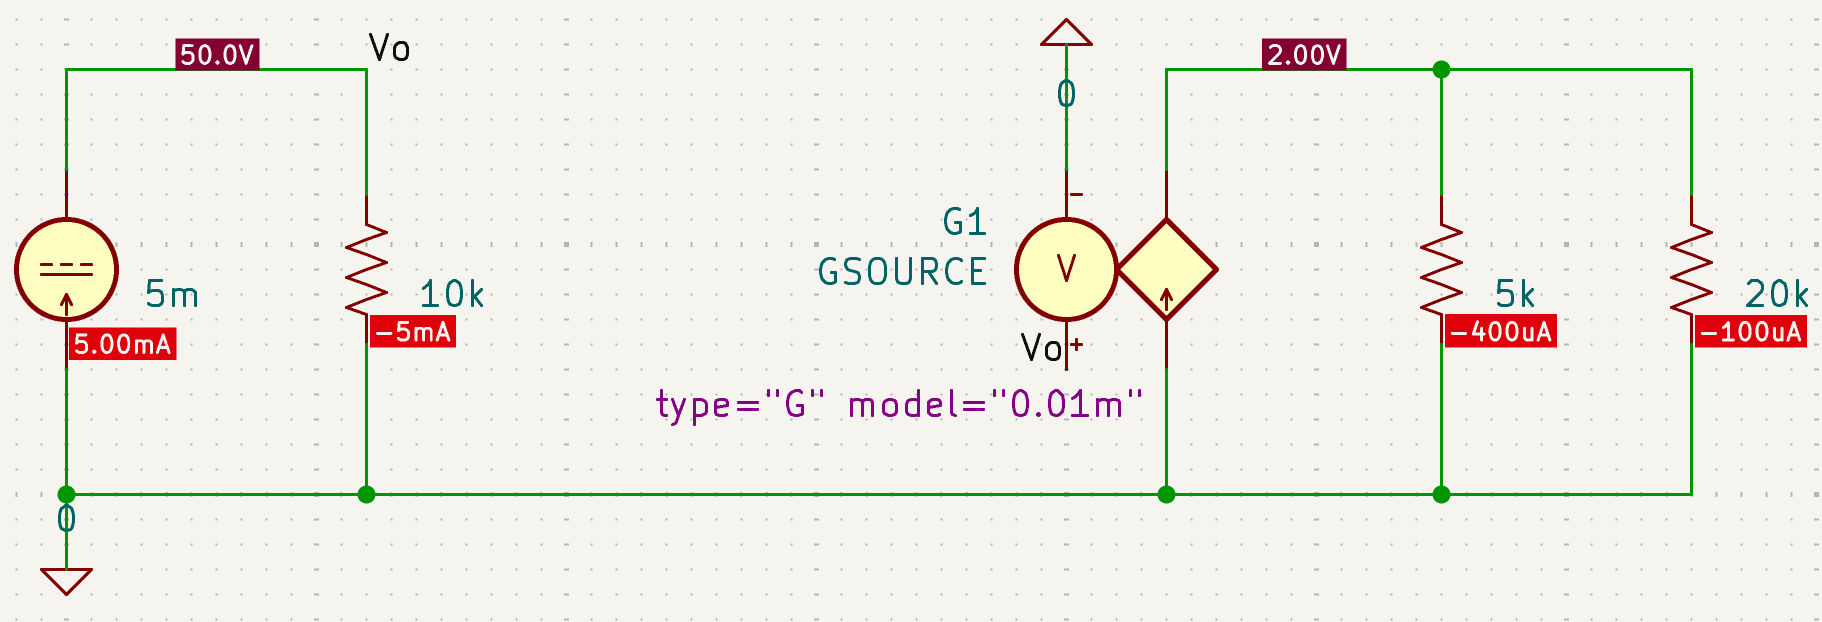 50.0V
Vo
2.00V
0
G1
GSOURCE
V
5m
10k
5k
20k
5.00mA
-5mA
Vo
-400uA
-100uA
type="G" model="0.01m"
0